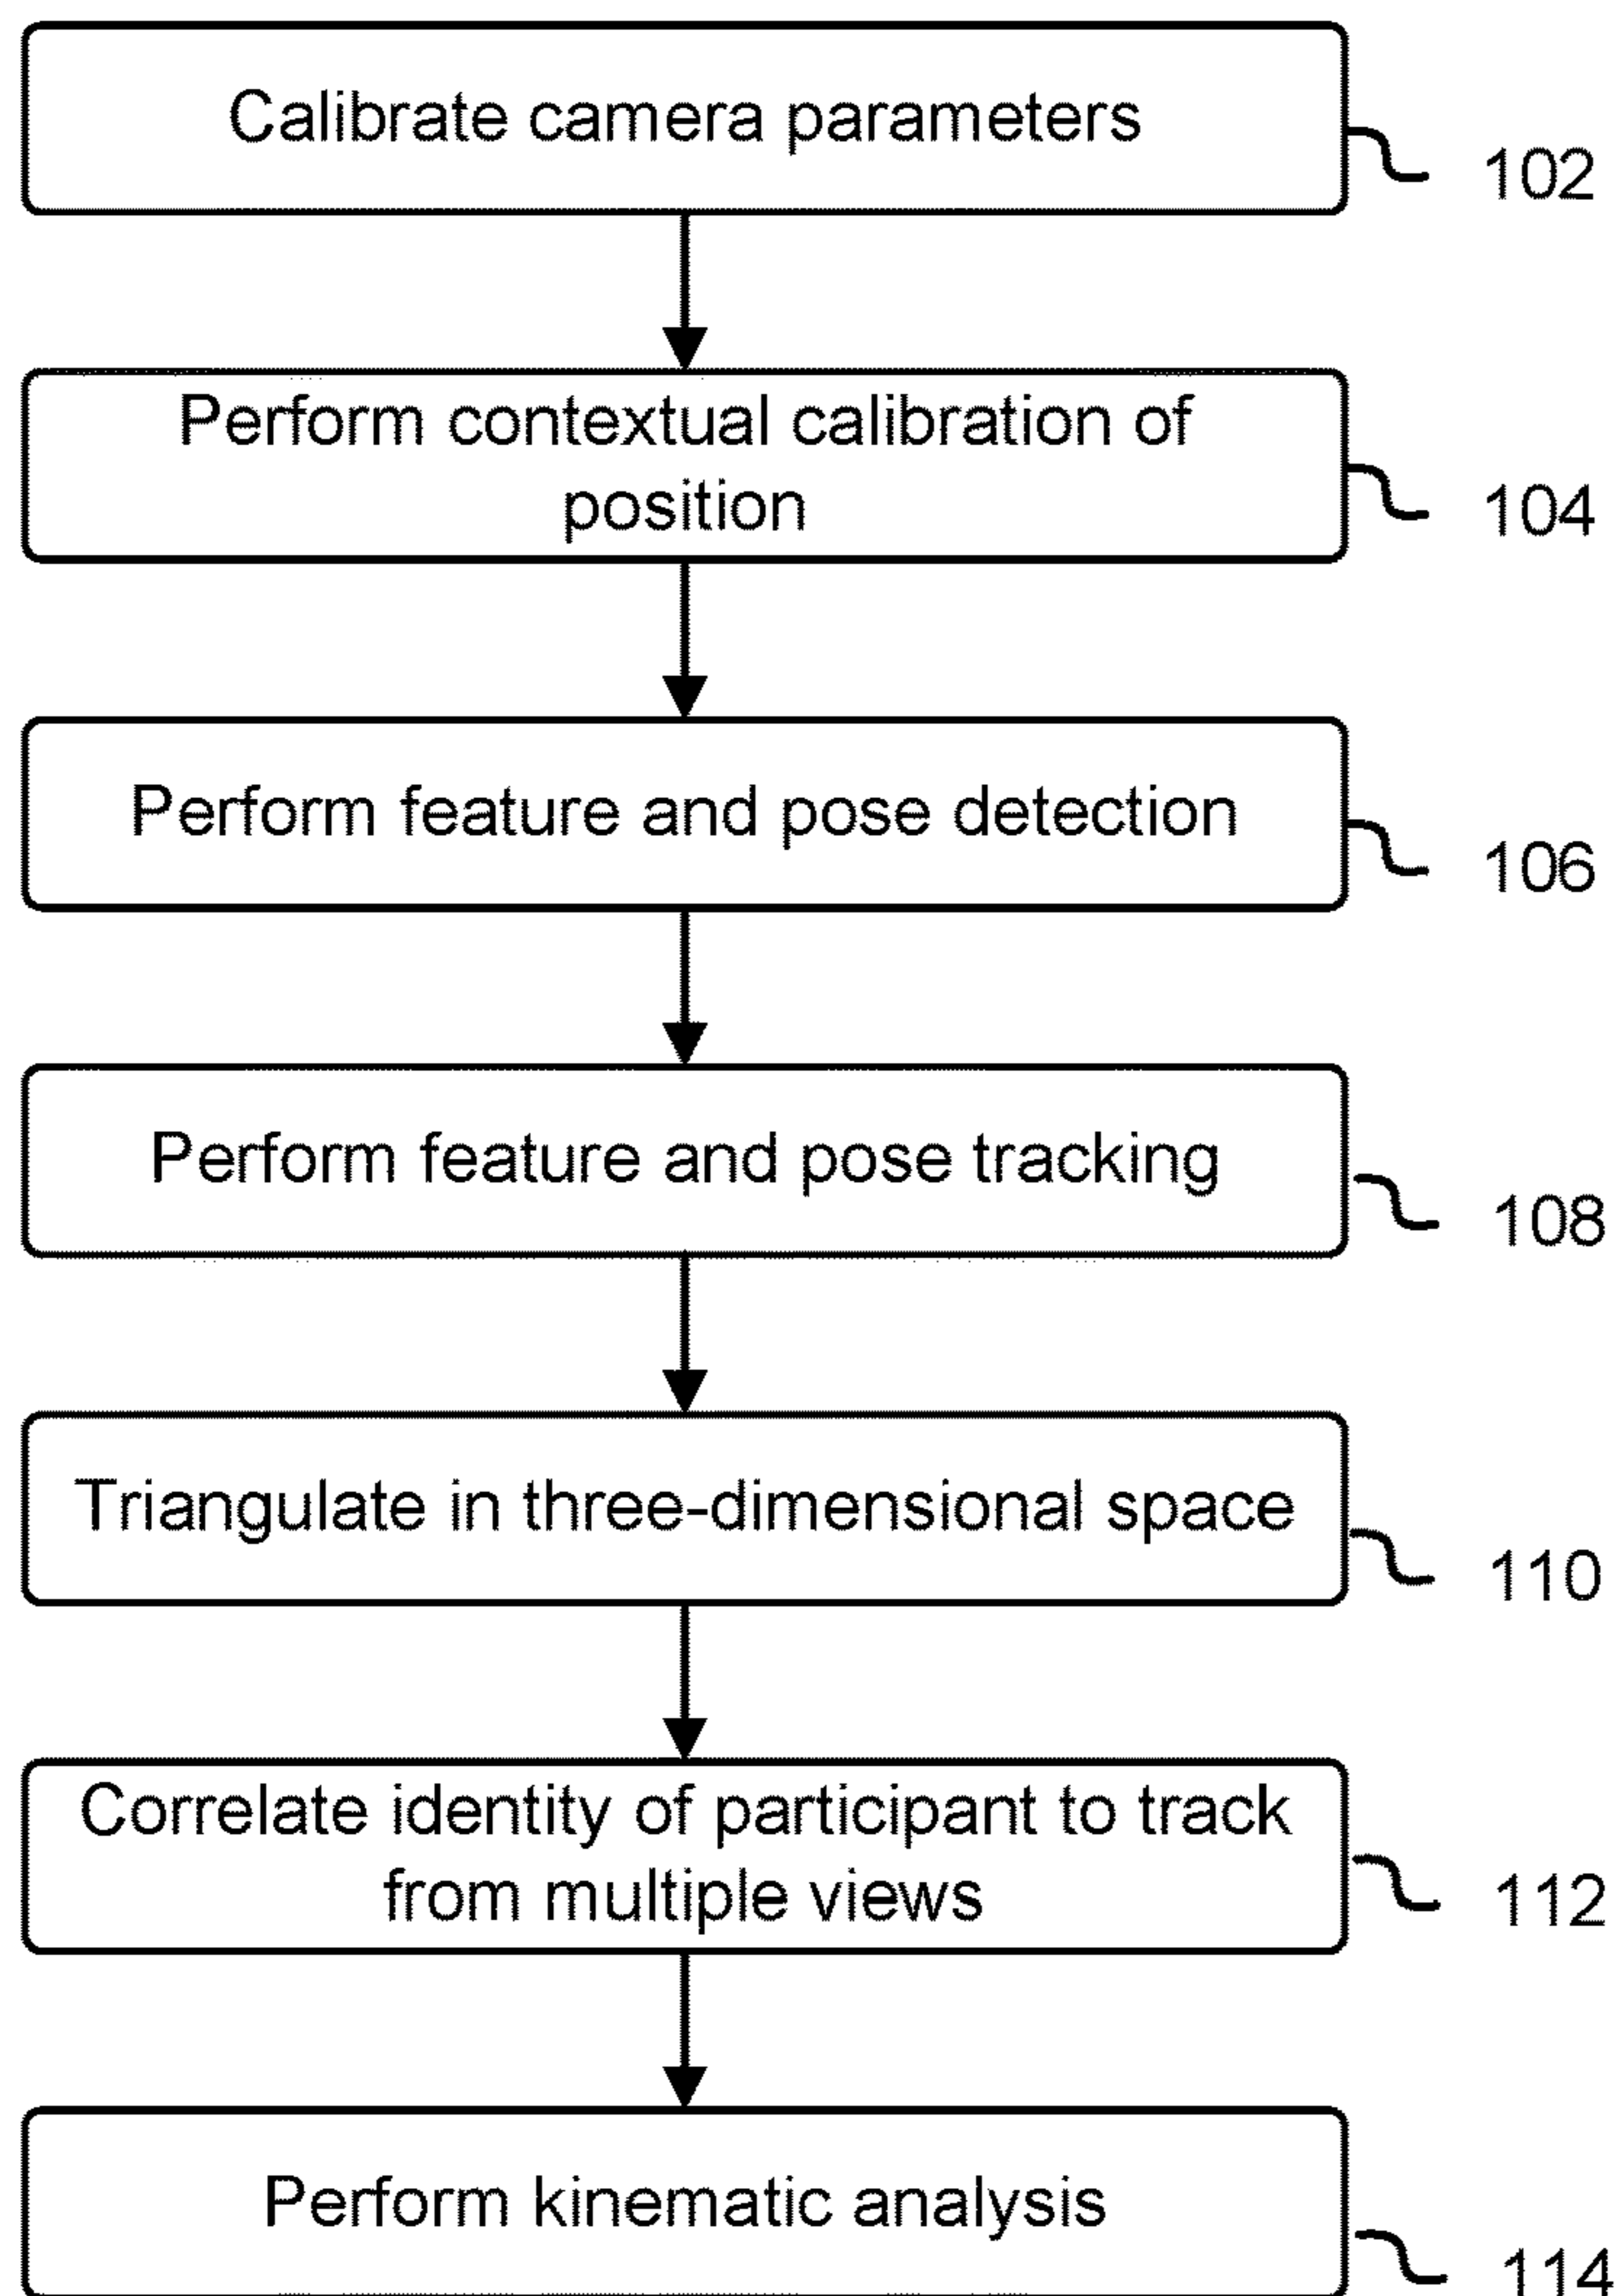 Calibrate camera parameters
102
Perform contextual calibration of
position
104
Perform feature and pose detection
106
Perform feature and pose tracking
108
Triangulate in three-dimensional space
110
Correlate identity of participant to track
from multiple views
112
Perform kinematic analysis
114